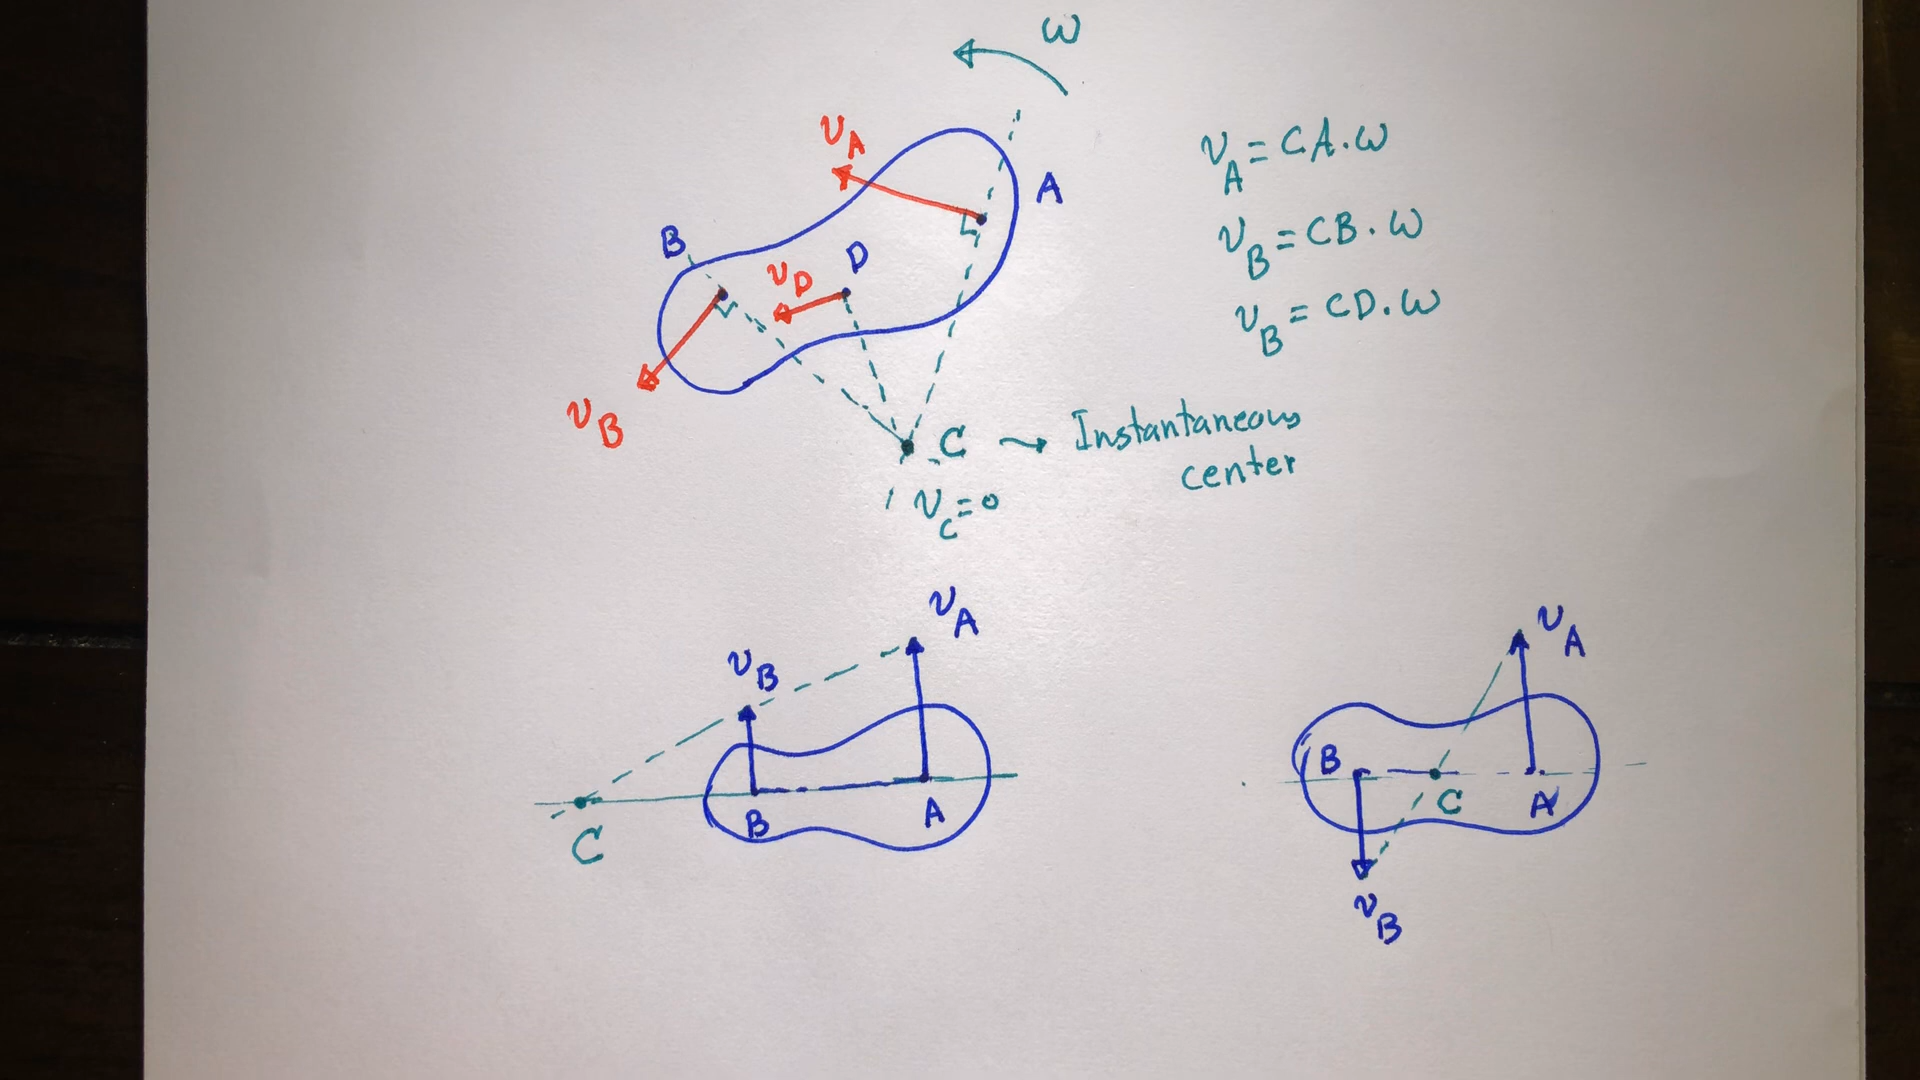 ω
v_A
A
v_A = CA.ω
B
v_D
D
v_B = CB.ω
v_B = CD.ω
v_B
C → Instantaneous
center
v_C = 0
v_A
v_B
C
B
A
v_A
B
C
A
v_B